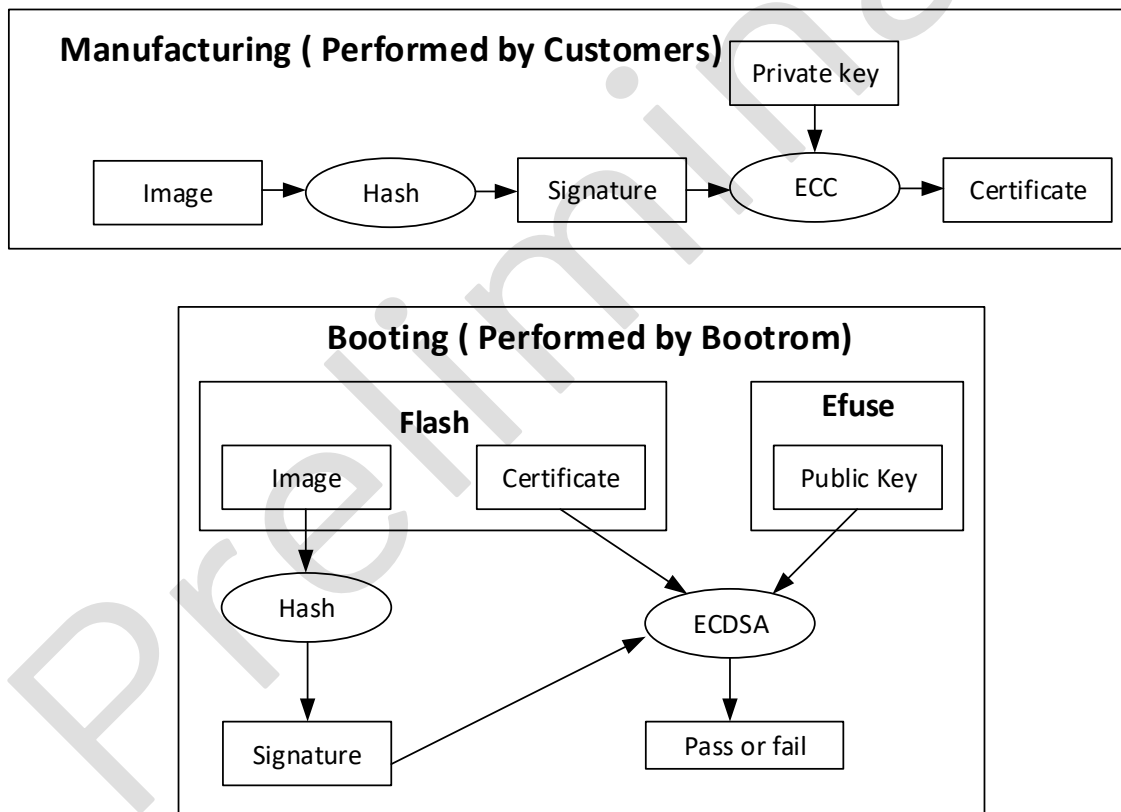 Manufacturing ( Performed by Customers)
Private key
Image
Hash
Signature
ECC
Certificate
Booting ( Performed by Bootrom)
Flash
Efuse
Image
Certificate
Public Key
Hash
ECDSA
Signature
Pass or fail
Prelimina